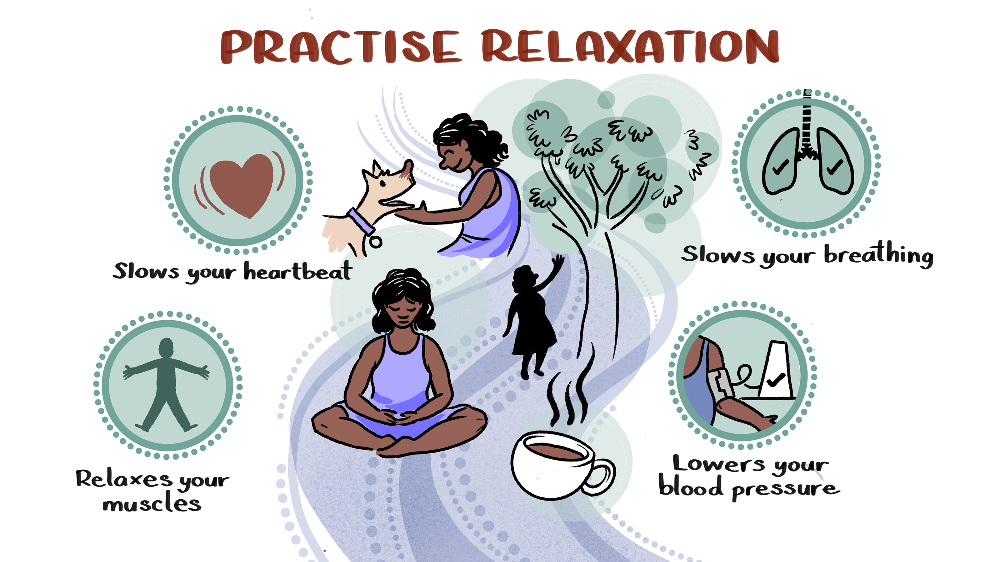 PRACTISE RELAXATION
Slows your heartbeat
Slows your breathing
Relaxes your
muscles
Lowers your
blood pressure